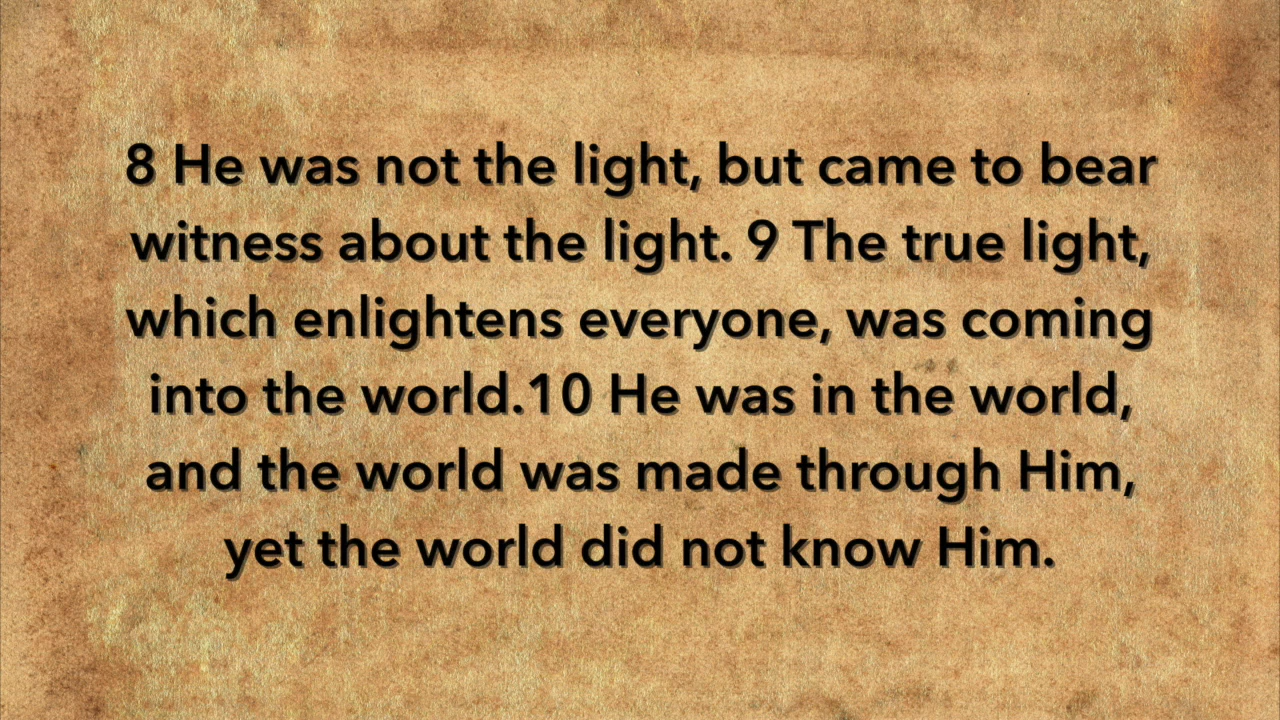 8 He was not the light, but came to bear
witness about the light. 9 The true light,
which enlightens everyone, was coming
into the world.10 He was in the world,
and the world was made through Him,
yet the world did not know Him.